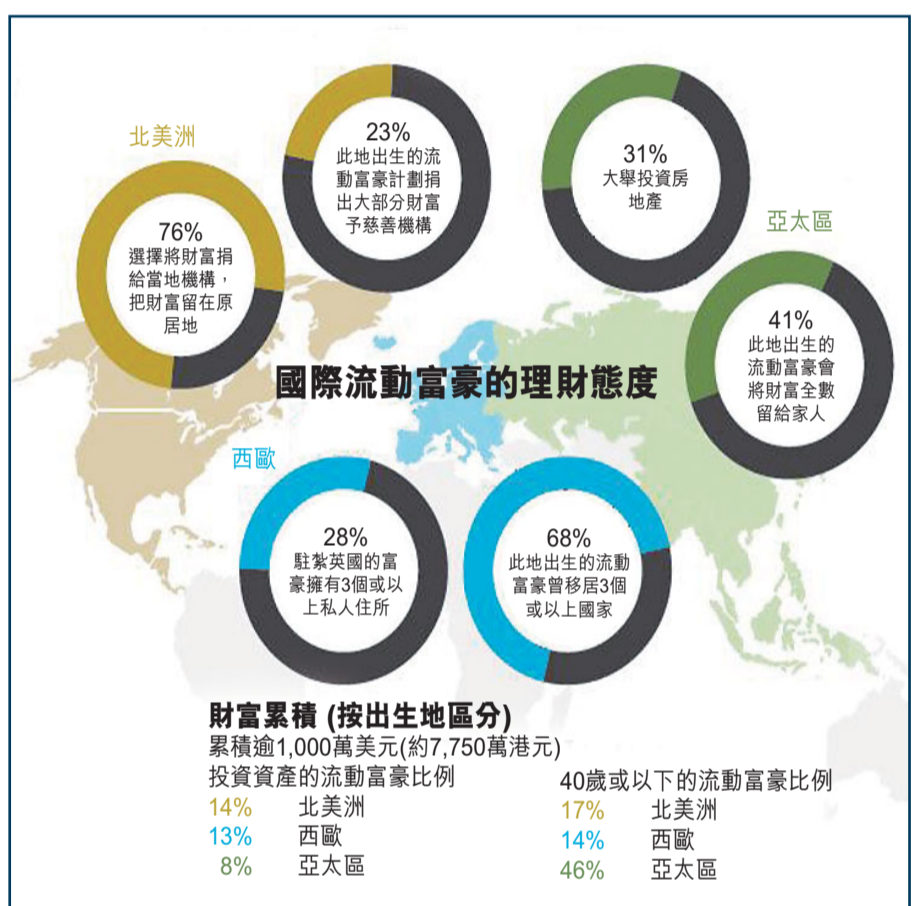 北美洲
76%
選擇將財富捐
給當地機構，
把財富留在原
居地
23%
此地出生的流
動富豪計劃捐
出大部分財富
予慈善機構
31%
大舉投資房
地產
亞太區
41%
此地出生的
流動富豪會
將財富全數
留給家人
國際流動富豪的理財態度
西歐
28%
駐紮英國的富
豪擁有3個或以
上私人住所
68%
此地出生的流動
富豪曾移居3個
或以上國家
財富累積 (按出生地區分)
累積逾1,000萬美元(約7,750萬港元)
投資資產的流動富豪比例
14% 北美洲
13% 西歐
8% 亞太區
40歲或以下的流動富豪比例
17% 北美洲
14% 西歐
46% 亞太區